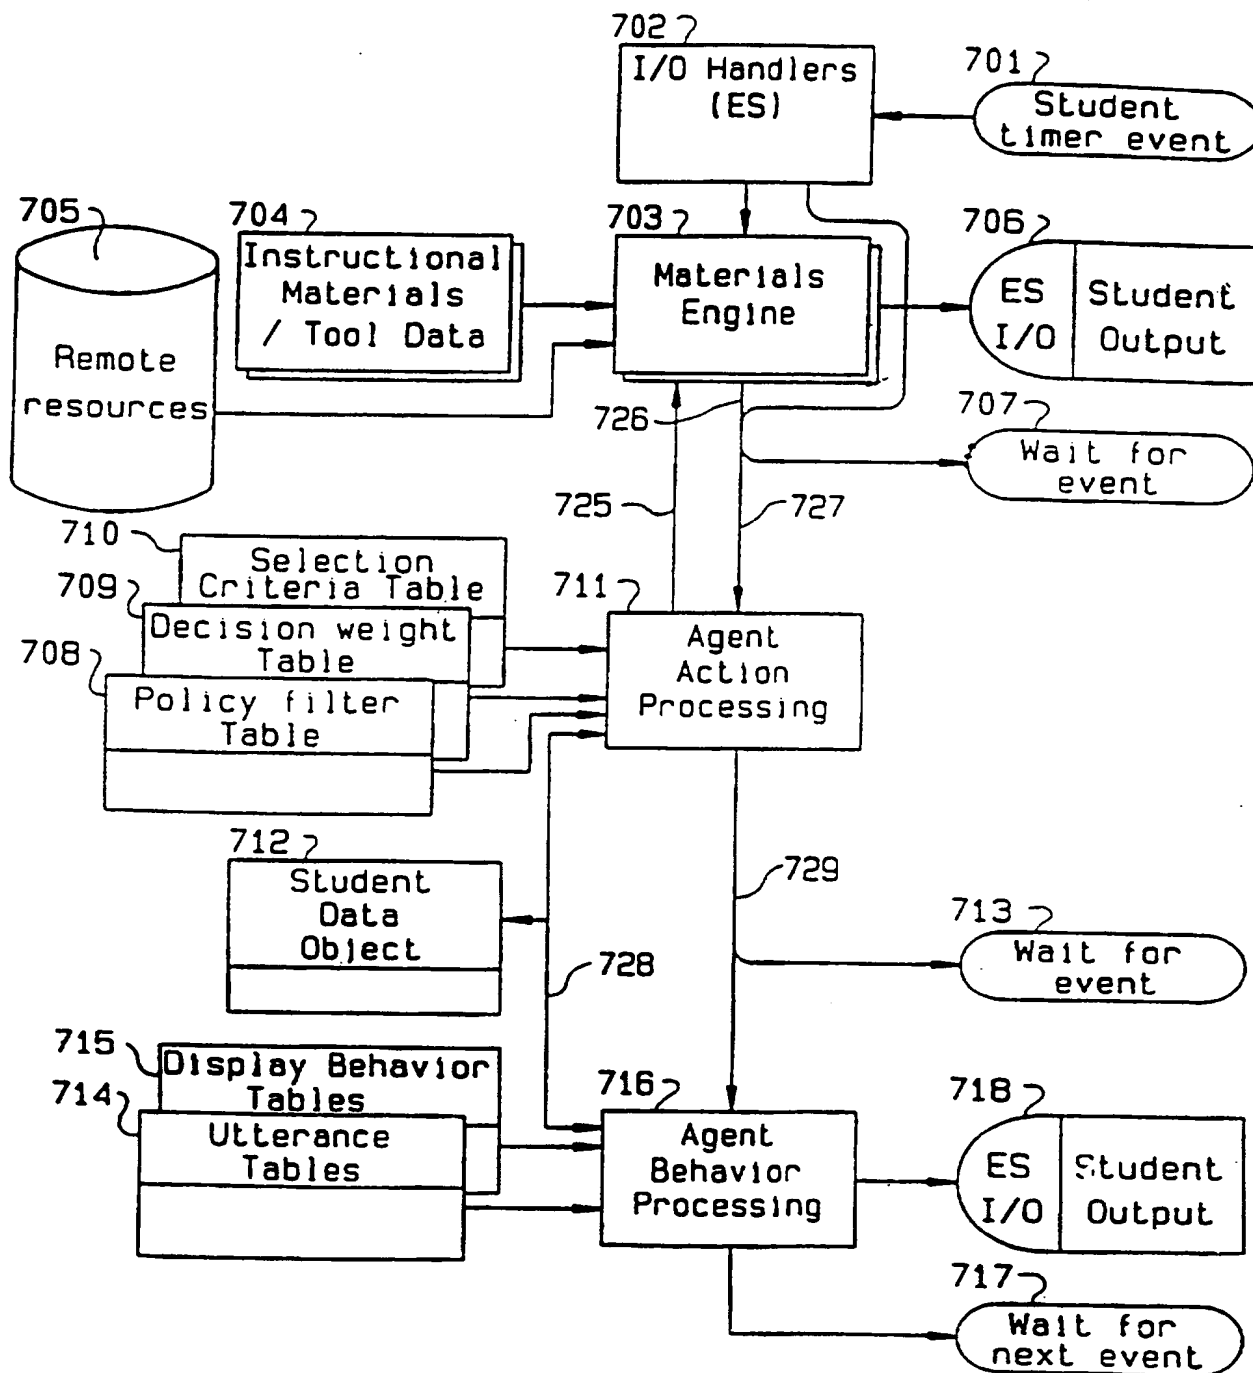 702
I/O Handlers
(ES)
701
Student
timer event
705
Remote
resources
704
Instructional
Materials
/ Tool Data
703
Materials
Engine
706
ES
I/O
Student
Output
726
707
Wait for
event
725
727
710
Selection
Criteria Table
709
Decision weight
Table
708
Policy filter
Table
711
Agent
Action
Processing
712
Student
Data
Object
728
729
713
Wait for
event
715
Display Behavior
Tables
714
Utterance
Tables
716
Agent
Behavior
Processing
718
ES
I/O
Student
Output
717
Wait for
next event